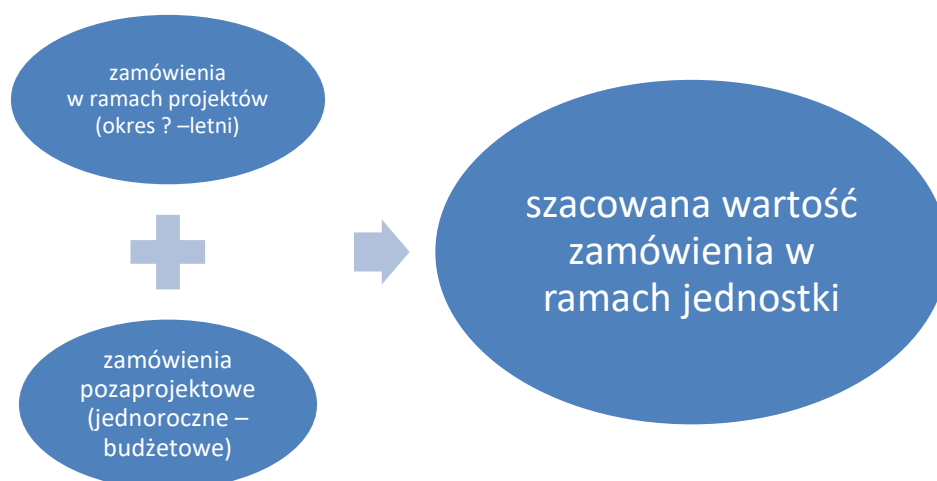 zamówienia
w ramach projektów
(okres ? –letni)
zamówienia
pozaprojektowe
(jednoroczne –
budżetowe)
szacowana wartość
zamówienia w
ramach jednostki